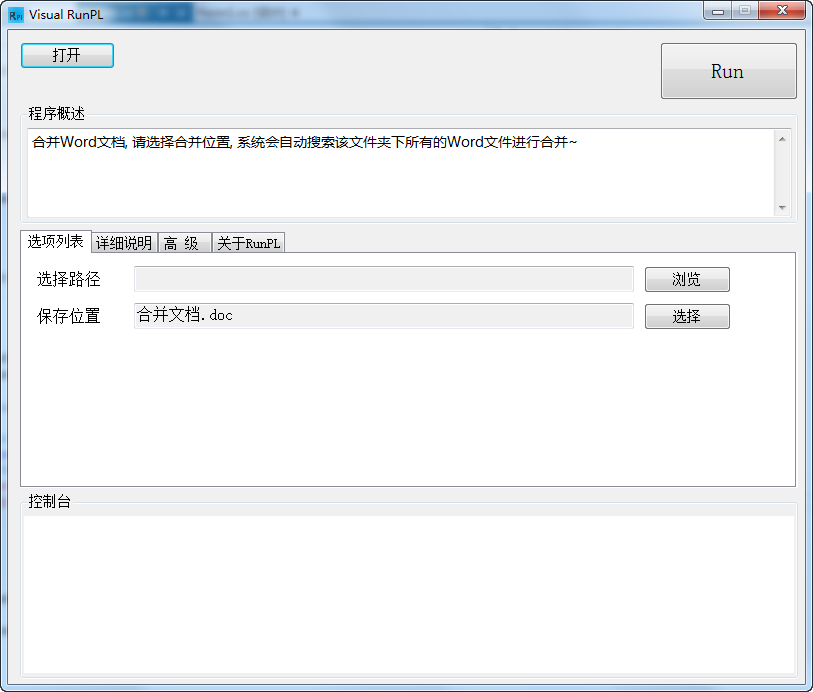 Visual RunPL
打开
Run
程序概述
合并Word文档, 请选择合并位置, 系统会自动搜索该文件夹下所有的Word文件进行合并~
选项列表 详细说明 高 级 关于RunPL
选择路径 浏览
保存位置 合并文档.doc 选择
控制台